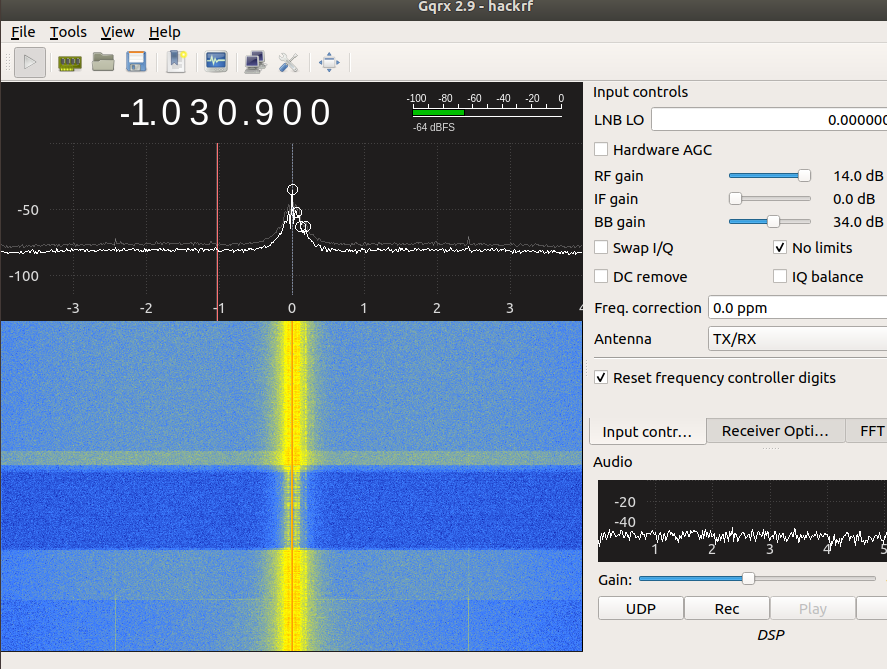 Gqrx 2.9 - hackrf
File Tools View Help
-1.030.900
-100 -80 -60 -40 -20 0
-64 dBFS
-50
-100
-3 -2 -1 0 1 2 3 4
Input controls
LNB LO 0.000000
Hardware AGC
RF gain 14.0 dB
IF gain 0.0 dB
BB gain 34.0 dB
Swap I/Q No limits
DC remove IQ balance
Freq. correction 0.0 ppm
Antenna TX/RX
Reset frequency controller digits
Input contr... Receiver Opti... FFT
Audio
-20
-40
1 2 3 4 5
Gain:
UDP Rec Play
DSP